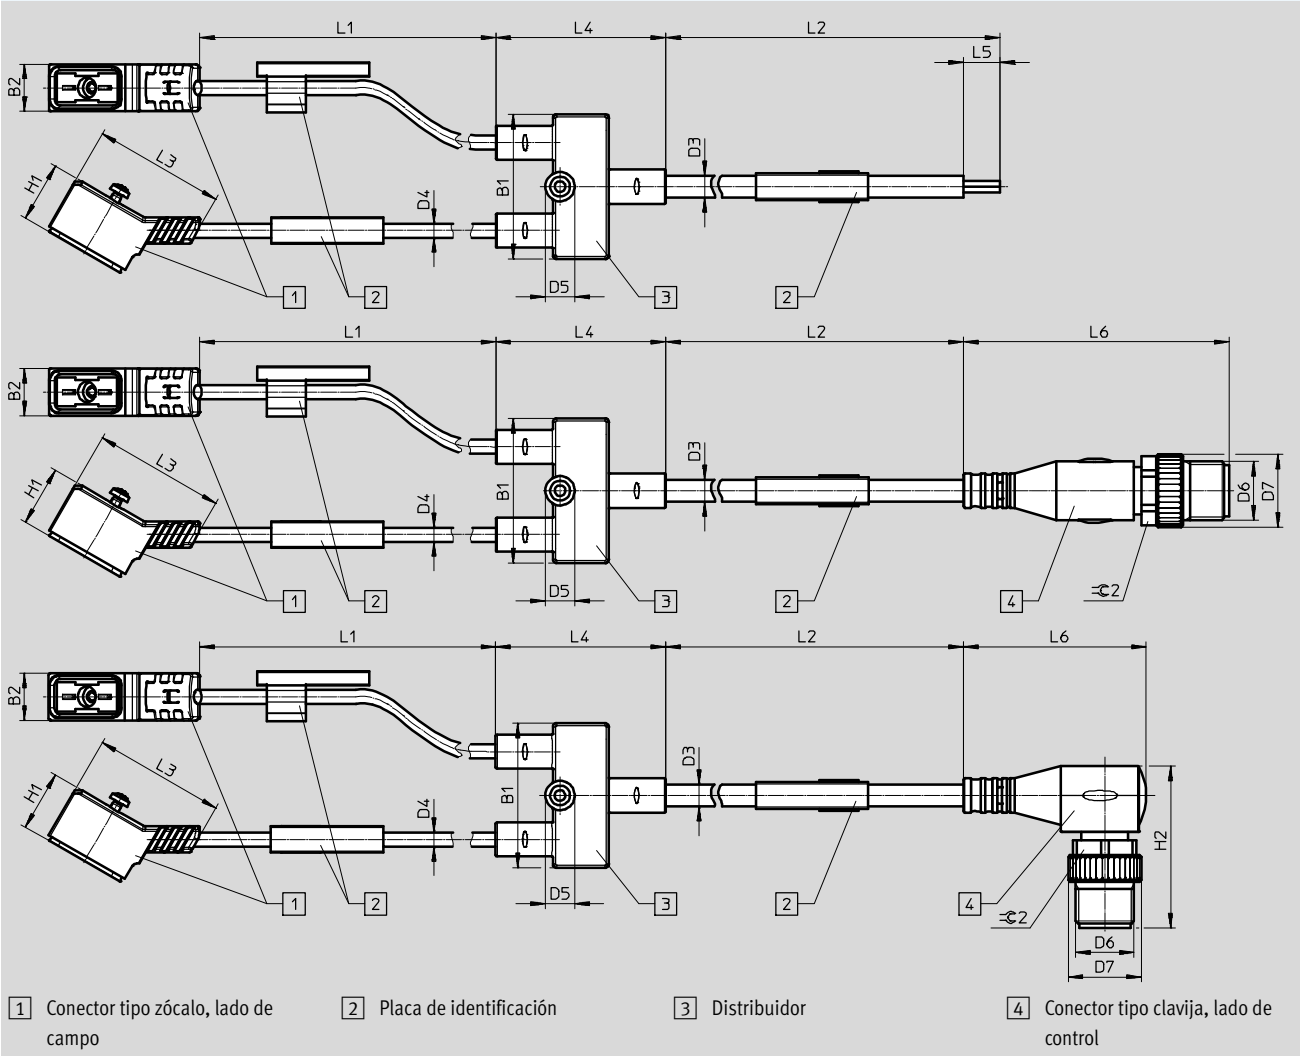 L1 L4 L2
L5
B2
L3
H1
D4
B1
D3
D5
1 2 3 2
L1 L4 L2 L6
B2
L3
H1
D4
B1
D3
D6
D7
D5
1 2 3 2 4 2
L1 L4 L2 L6
B2
L3
H1
D4
B1
D3
H2
D5
1 2 3 2 4
2
D6
D7
1 Conector tipo zócalo, lado de
campo
2 Placa de identificación
3 Distribuidor
4 Conector tipo clavija, lado de
control